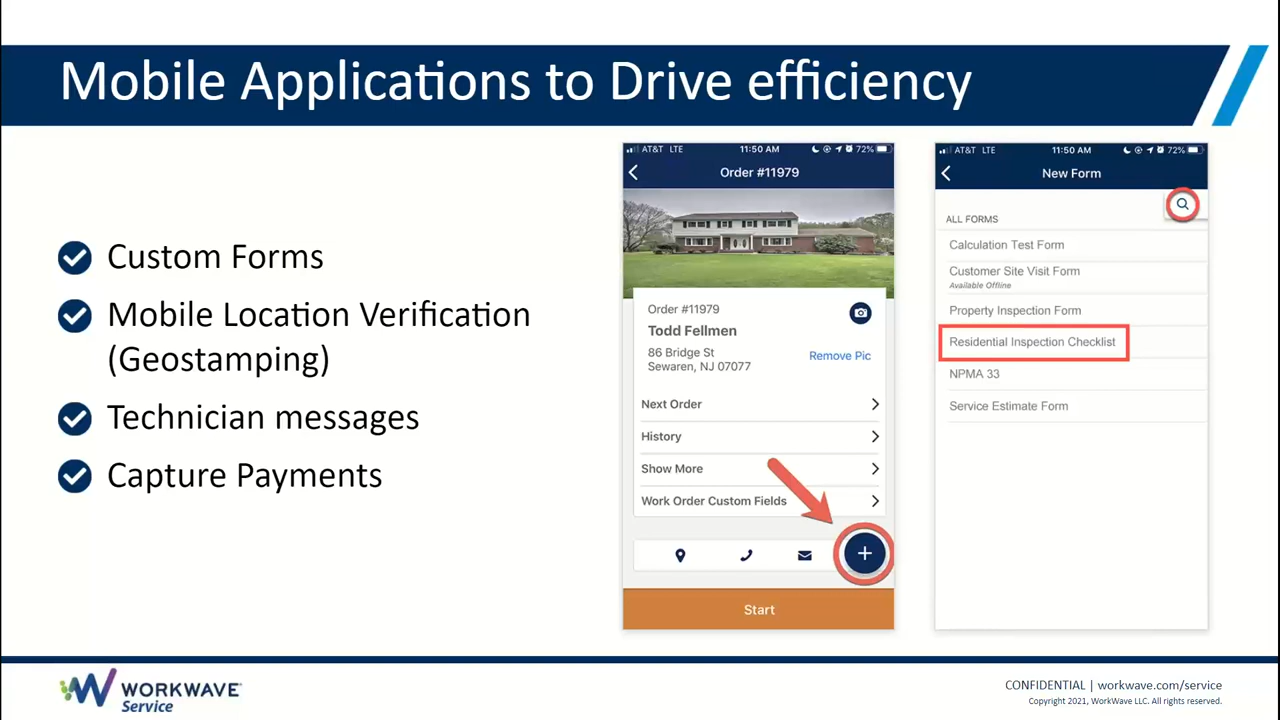 Mobile Applications to Drive efficiency
Custom Forms
Mobile Location Verification
(Geostamping)
Technician messages
Capture Payments
AT&T LTE 11:50 AM 72%
Order #11979
Order #11979
Todd Fellmen
86 Bridge St
Sewaren, NJ 07077
Remove Pic
Next Order
History
Show More
Work Order Custom Fields
Start
AT&T LTE 11:50 AM 72%
New Form
ALL FORMS
Calculation Test Form
Customer Site Visit Form
Available Offline
Property Inspection Form
Residential Inspection Checklist
NPMA 33
Service Estimate Form
WORKWAVE
Service
CONFIDENTIAL | workwave.com/service
Copyright 2021, WorkWave LLC. All rights reserved.